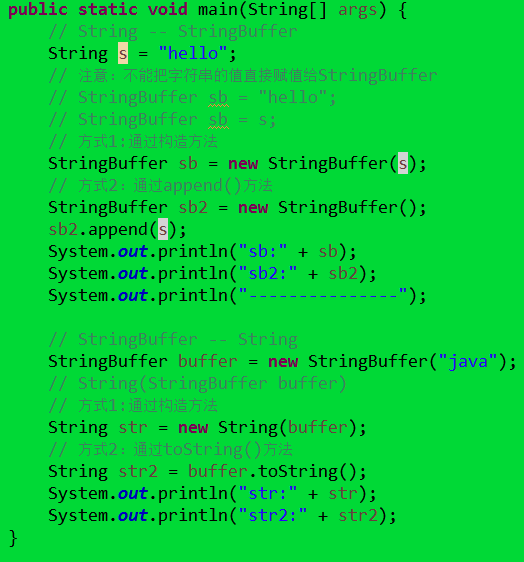 public static void main(String[] args) {
    // String -- StringBuffer
    String s = "hello";
    // 注意：不能把字符串的值直接赋值给StringBuffer
    // StringBuffer sb = "hello";
    // StringBuffer sb = s;
    // 方式1:通过构造方法
    StringBuffer sb = new StringBuffer(s);
    // 方式2：通过append()方法
    StringBuffer sb2 = new StringBuffer();
    sb2.append(s);
    System.out.println("sb:" + sb);
    System.out.println("sb2:" + sb2);
    System.out.println("---------------");

    // StringBuffer -- String
    StringBuffer buffer = new StringBuffer("java");
    // String(StringBuffer buffer)
    // 方式1:通过构造方法
    String str = new String(buffer);
    // 方式2：通过toString()方法
    String str2 = buffer.toString();
    System.out.println("str:" + str);
    System.out.println("str2:" + str2);
}